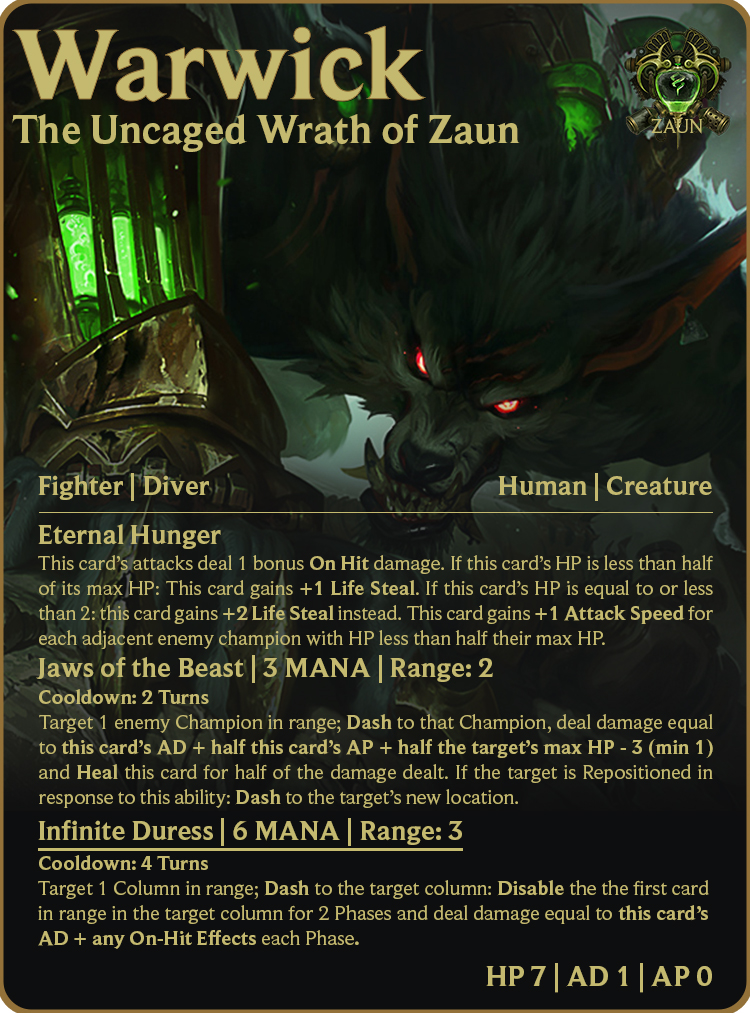 Warwick
The Uncaged Wrath of Zaun
ZAUN
Fighter | Diver
Human | Creature
Eternal Hunger
This card's attacks deal 1 bonus On Hit damage. If this card's HP is less than half
of its max HP: This card gains +1 Life Steal. If this card's HP is equal to or less
than 2: this card gains +2 Life Steal instead. This card gains +1 Attack Speed for
each adjacent enemy champion with HP less than half their max HP.
Jaws of the Beast | 3 MANA | Range: 2
Cooldown: 2 Turns
Target 1 enemy Champion in range; Dash to that Champion, deal damage equal
to this card's AD + half this card's AP + half the target's max HP - 3 (min 1)
and Heal this card for half of the damage dealt. If the target is Repositioned in
response to this ability: Dash to the target's new location.
Infinite Duress | 6 MANA | Range: 3
Cooldown: 4 Turns
Target 1 Column in range; Dash to the target column: Disable the the first card
in range in the target column for 2 Phases and deal damage equal to this card's
AD + any On-Hit Effects each Phase.
HP 7 | AD 1 | AP 0